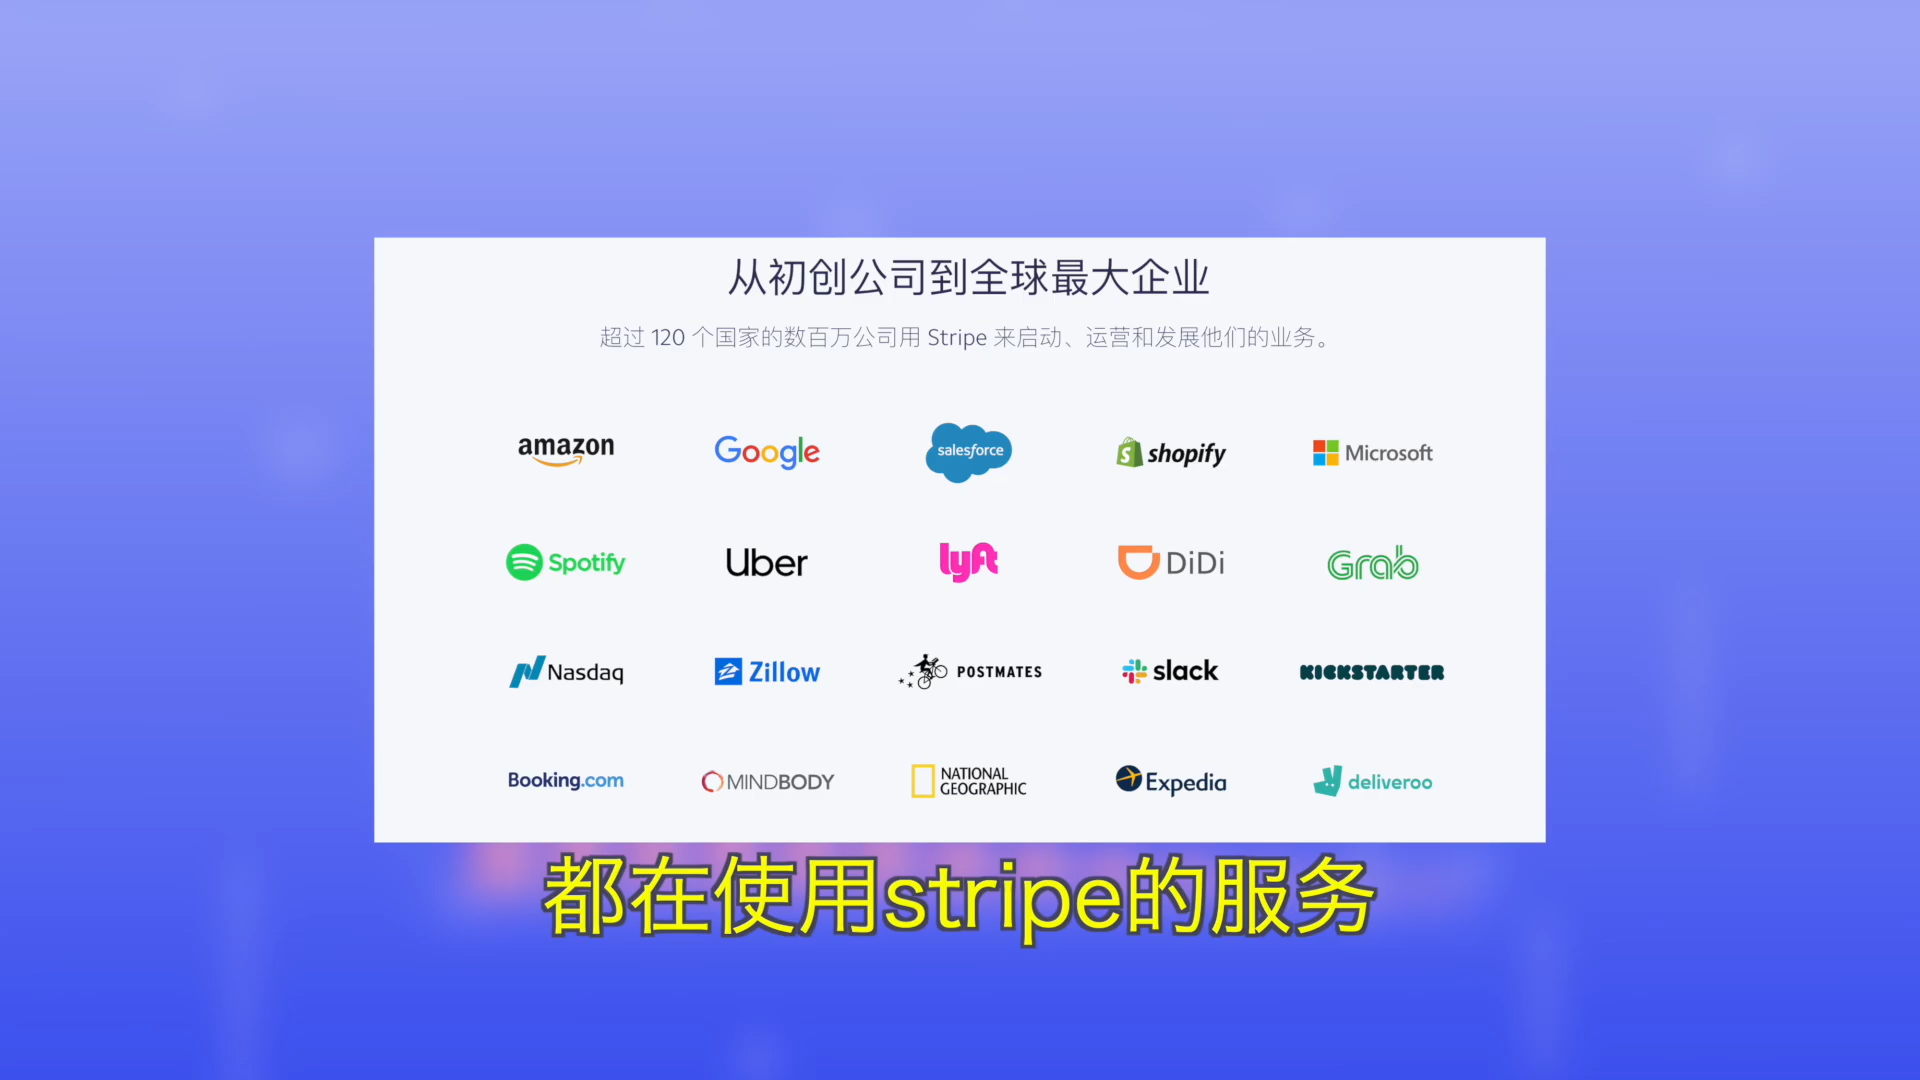 从初创公司到全球最大企业
超过 120 个国家的数百万公司用 Stripe 来启动、运营和发展他们的业务。
amazon Google salesforce shopify Microsoft
Spotify Uber lyft DiDi Grab
Nasdaq Zillow POSTMATES slack KICKSTARTER
Booking.com MINDBODY NATIONAL GEOGRAPHIC Expedia deliveroo
都在使用stripe的服务